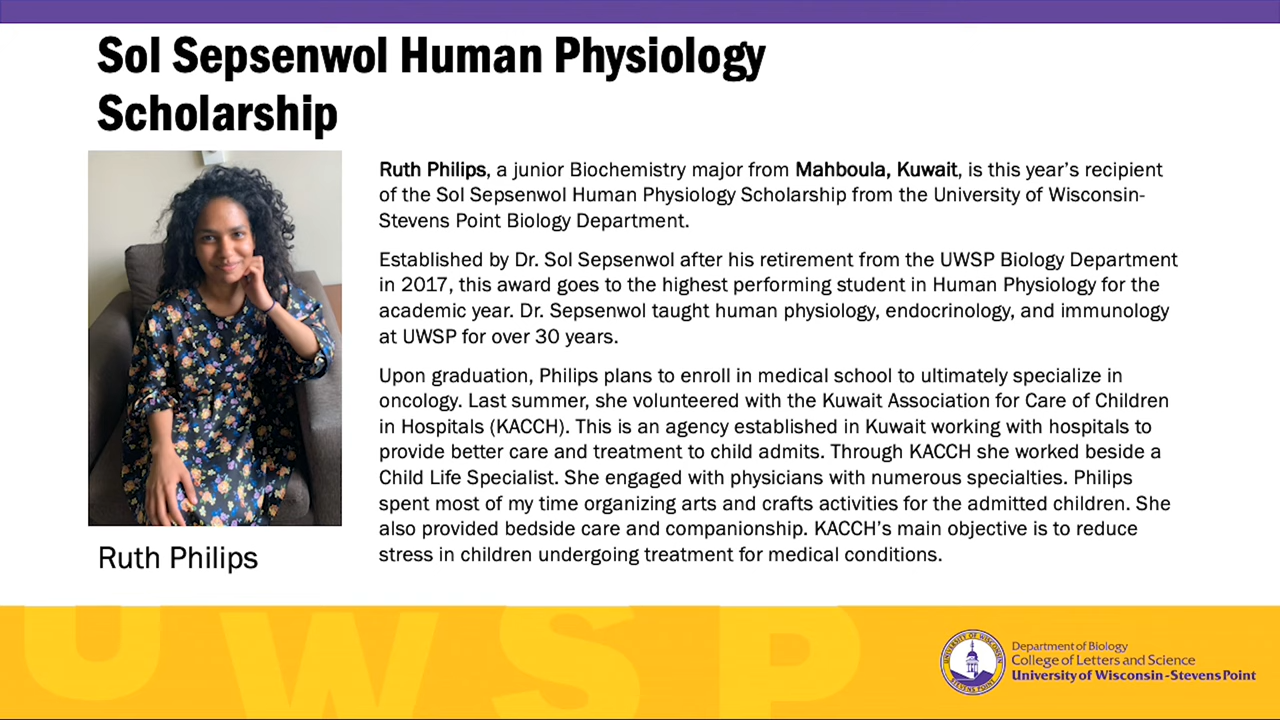 Sol Sepsenwol Human Physiology
Scholarship
Ruth Philips, a junior Biochemistry major from Mahboula, Kuwait, is this year's recipient
of the Sol Sepsenwol Human Physiology Scholarship from the University of Wisconsin-
Stevens Point Biology Department.
Established by Dr. Sol Sepsenwol after his retirement from the UWSP Biology Department
in 2017, this award goes to the highest performing student in Human Physiology for the
academic year. Dr. Sepsenwol taught human physiology, endocrinology, and immunology
at UWSP for over 30 years.
Upon graduation, Philips plans to enroll in medical school to ultimately specialize in
oncology. Last summer, she volunteered with the Kuwait Association for Care of Children
in Hospitals (KACCH). This is an agency established in Kuwait working with hospitals to
provide better care and treatment to child admits. Through KACCH she worked beside a
Child Life Specialist. She engaged with physicians with numerous specialties. Philips
spent most of my time organizing arts and crafts activities for the admitted children. She
also provided bedside care and companionship. KACCH's main objective is to reduce
stress in children undergoing treatment for medical conditions.
Ruth Philips
UWSP
UNIVERSITY OF WISCONSIN
STEVENS POINT
Department of Biology
College of Letters and Science
University of Wisconsin-Stevens Point